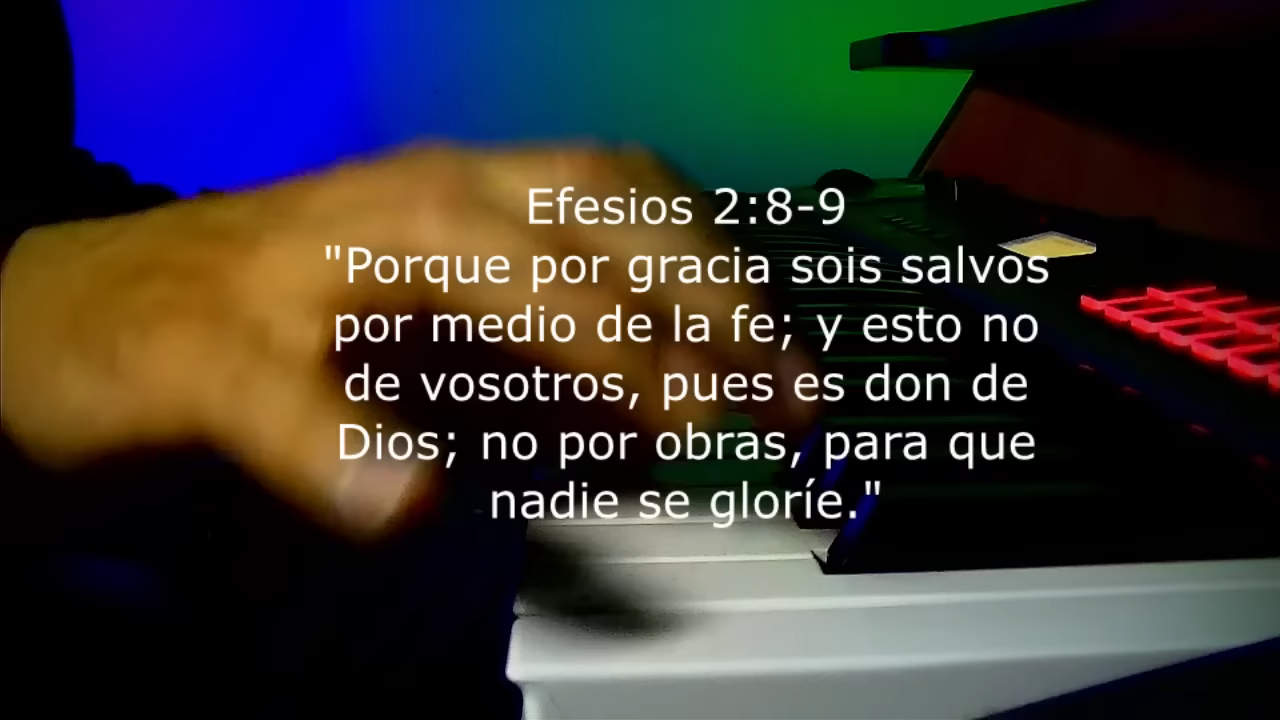 Efesios 2:8-9
"Porque por gracia sois salvos
por medio de la fe; y esto no
de vosotros, pues es don de
Dios; no por obras, para que
nadie se gloríe."